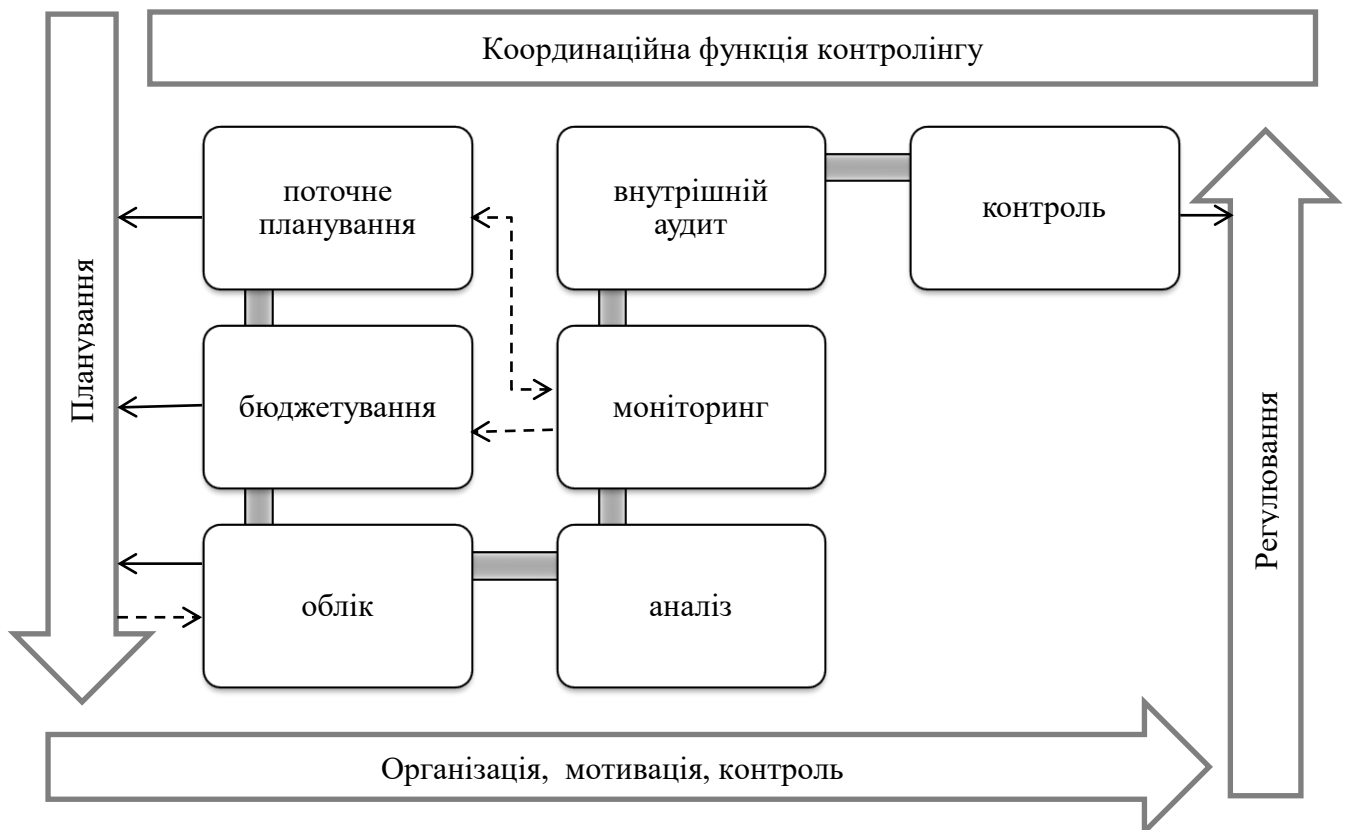 Координаційна функція контролінгу
поточне
планування
внутрішній
аудит
контроль
Планування
бюджетування
моніторинг
Регулювання
облік
аналіз
Організація,  мотивація, контроль